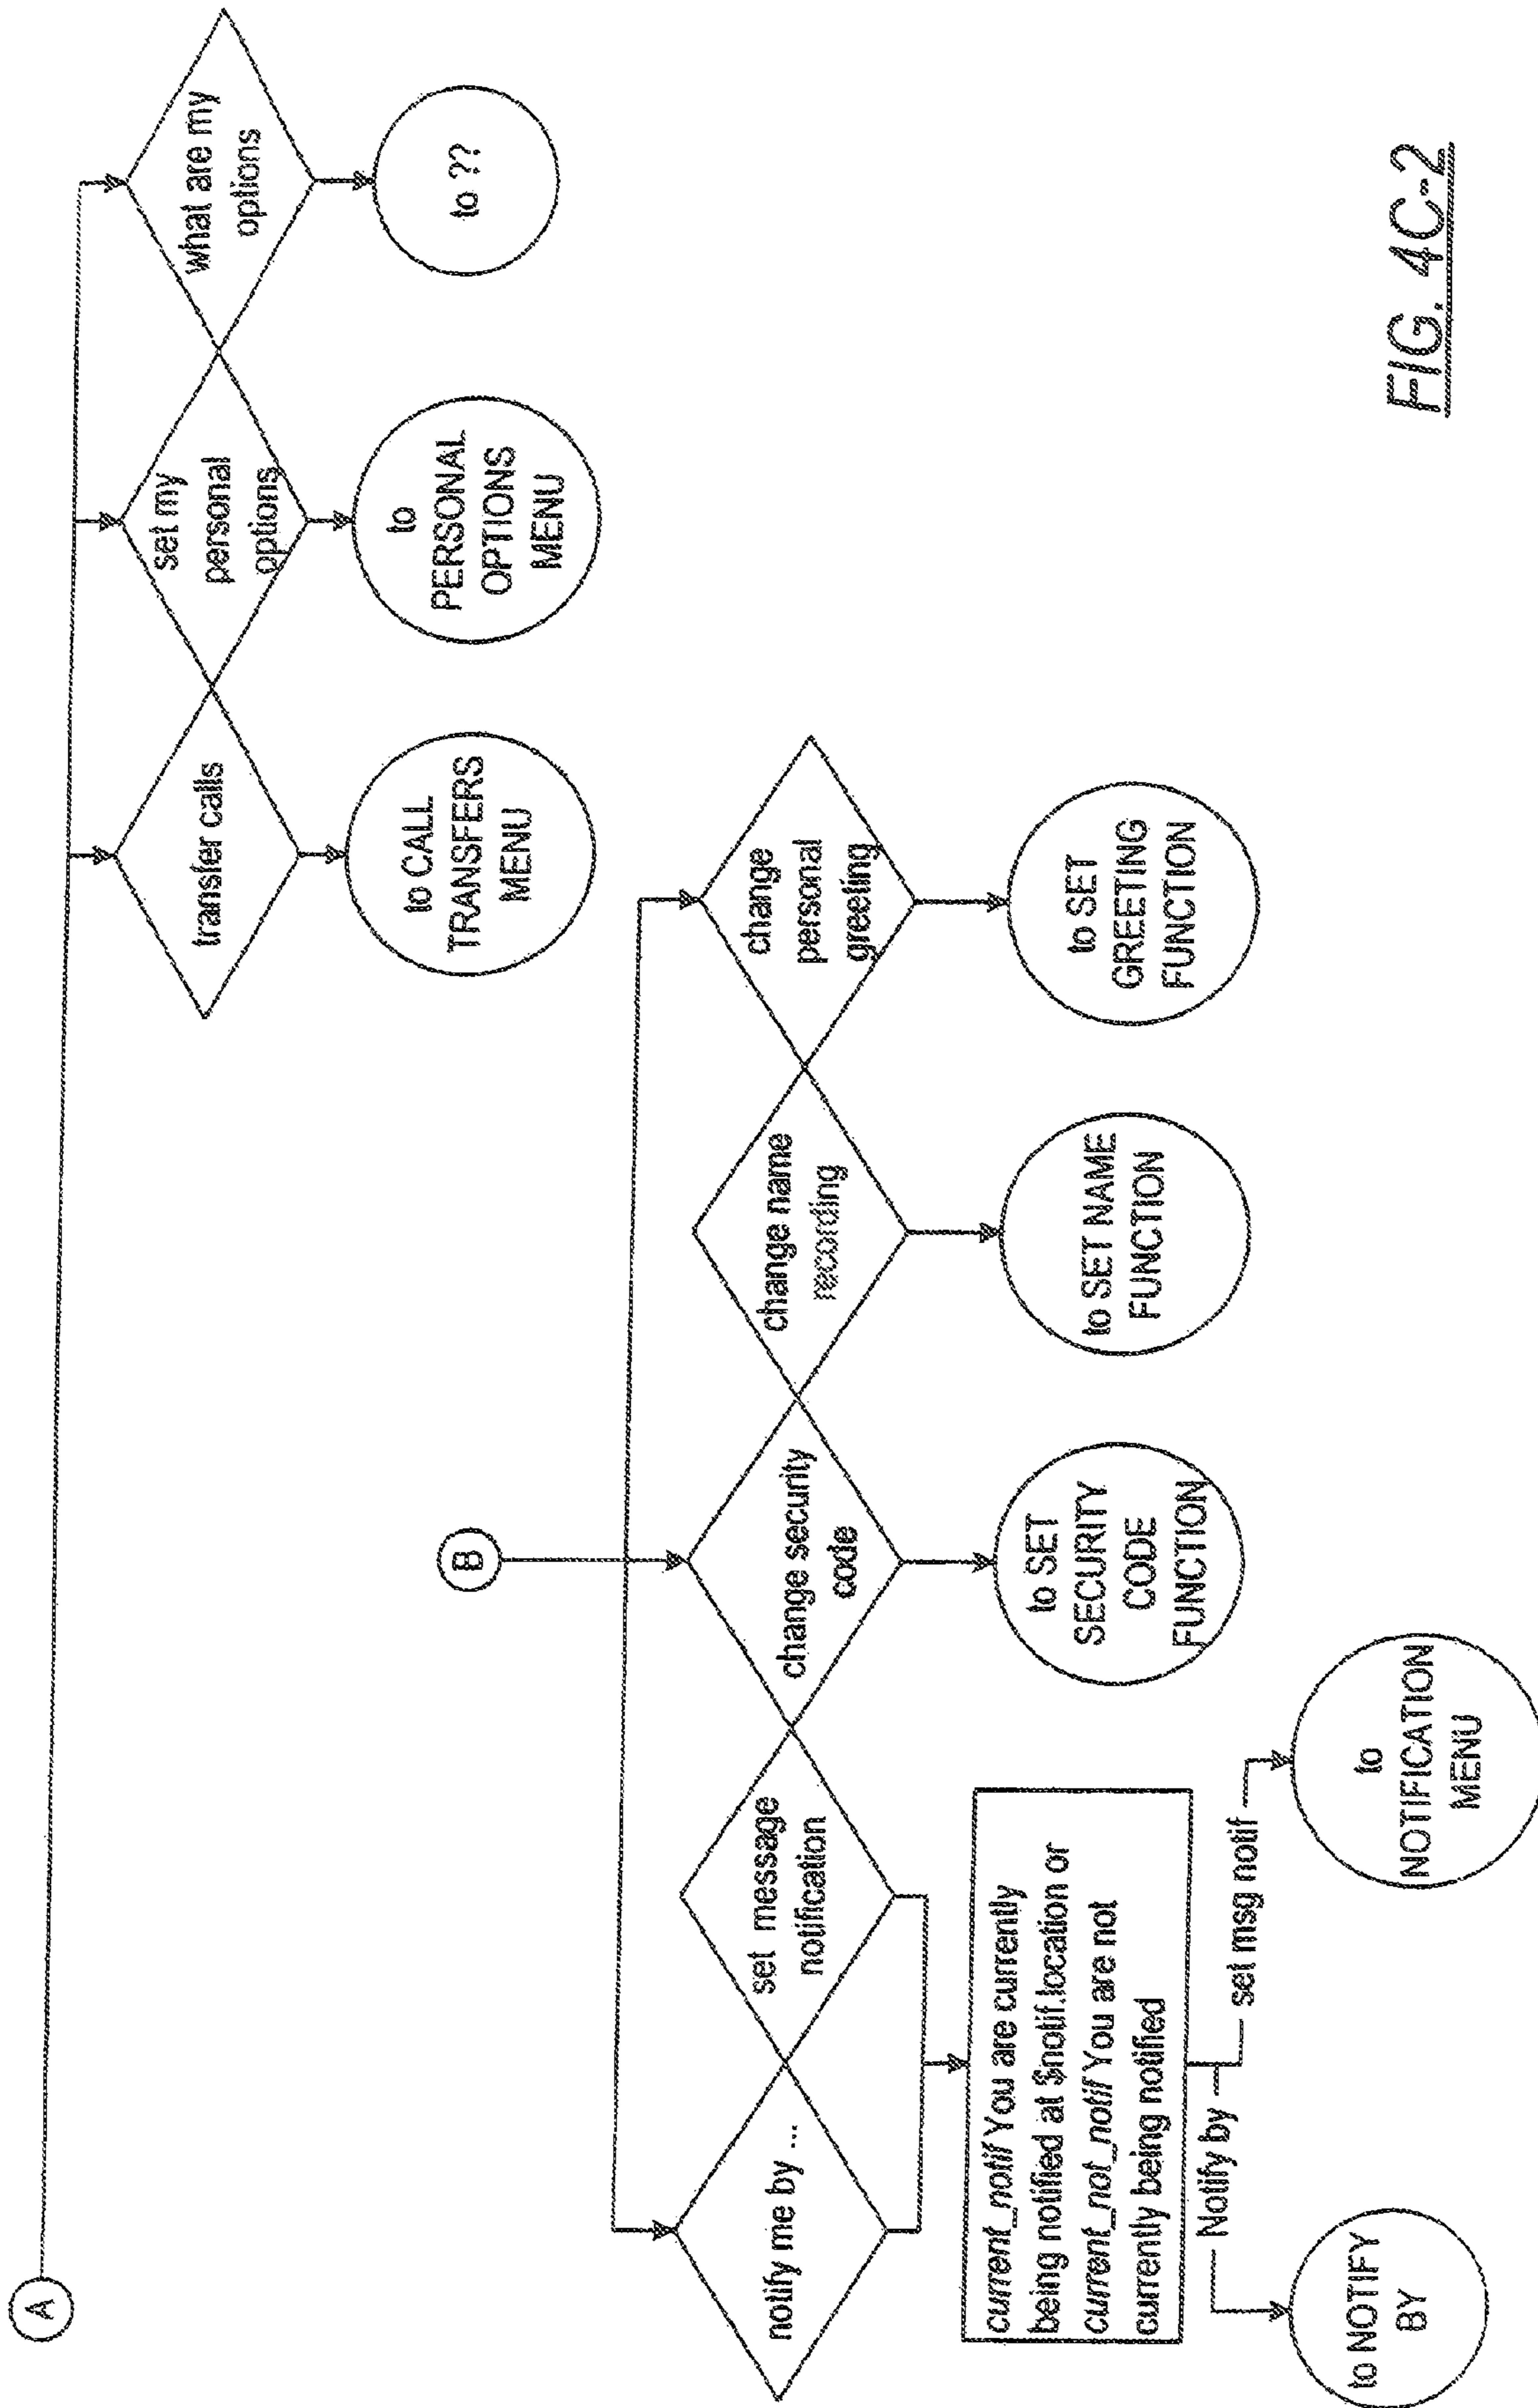 A
transfer calls
set my
personal
options
what are my
options
to CALL
TRANSFERS
MENU
to
PERSONAL
OPTIONS
MENU
to ??
B
notify me by ...
set message
notification
change security
code
change name
recording
change
personal
greeting
current_notif You are currently
being notified at $notif.location or
current_not_notif You are not
currently being notified
to SET
SECURITY
CODE
FUNCTION
to SET NAME
FUNCTION
to SET
GREETING
FUNCTION
Notify by
set msg notif
to NOTIFY
BY
to
NOTIFICATION
MENU
FIG. 4C-2